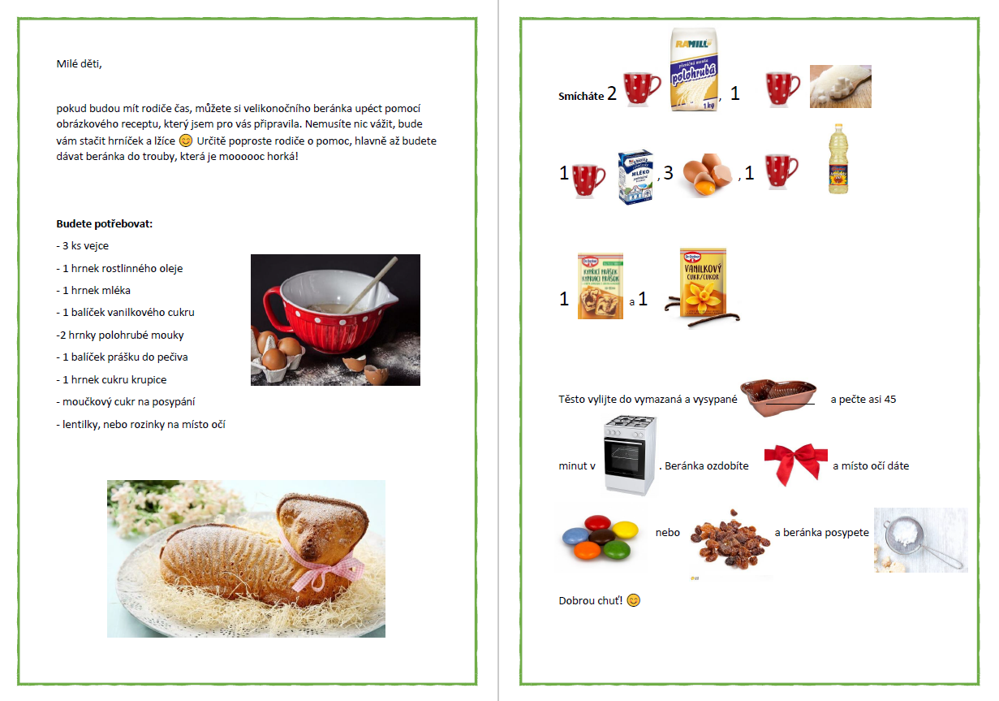 Milé děti,
pokud budou mít rodiče čas, můžete si velikonočního beránka upéct pomocí
obrázkového receptu, který jsem pro vás připravila. Nemusíte nic vážit, bude
vám stačit hrníček a lžíce 😊 Určitě poproste rodiče o pomoc, hlavně až budete
dávat beránka do trouby, která je moooooc horká!
Budete potřebovat:
- 3 ks vejce
- 1 hrnek rostlinného oleje
- 1 hrnek mléka
- 1 balíček vanilkového cukru
-2 hrnky polohrubé mouky
- 1 balíček prášku do pečiva
- 1 hrnek cukru krupice
- moučkový cukr na posypání
- lentilky, nebo rozinky na místo očí
RAMILL
pšeničná mouka
polohrubá
1 kg
Smícháte 2 , 1
MLÉKO
1 , 3 , 1
Dr. Oetker
KYPŘICÍ PRÁŠEK
KYPRIACI PRÁŠOK
Dr. Oetker
VANILKOVÝ
CUKR/CUKOR
1 a 1
Těsto vylijte do vymazaná a vysypané a pečte asi 45
minut v . Beránka ozdobíte a místo očí dáte
nebo a beránka posypete
Dobrou chuť! 😊